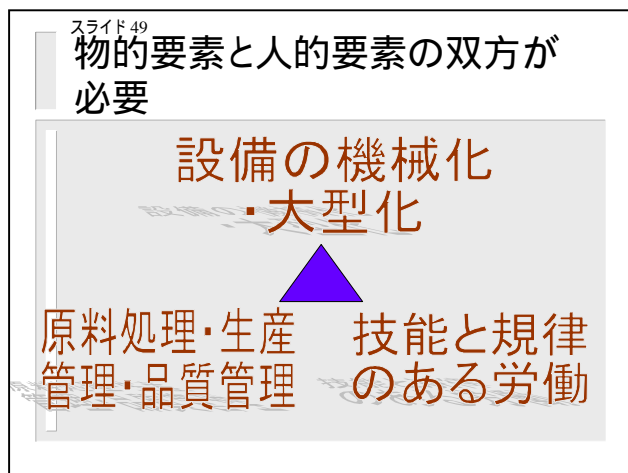 スライド 49
物的要素と人的要素の双方が
必要
設備の機械化
・大型化
原料処理・生産
管理・品質管理
技能と規律
のある労働